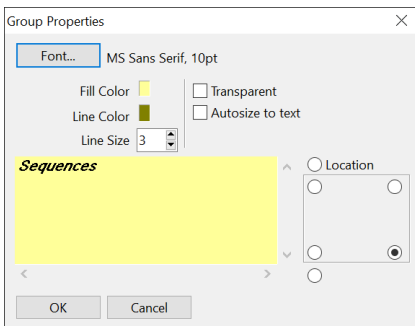 Group Properties
Font... MS Sans Serif, 10pt
Fill Color Transparent
Line Color Autosize to text
Line Size 3
Sequences
Location
OK Cancel